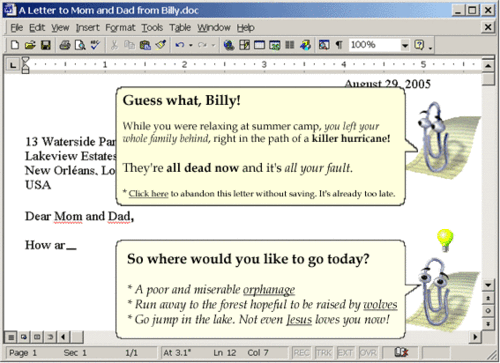 A Letter to Mom and Dad from Billy.doc
File Edit View Insert Format Tools Table Window Help
100%
August 29, 2005
Guess what, Billy!
While you were relaxing at summer camp, you left your
whole family behind, right in the path of a killer hurricane!
They're all dead now and it's all your fault.
* Click here to abandon this letter without saving. It's already too late.
13 Waterside Par
Lakeview Estates
New Orléans, Lo
USA
Dear Mom and Dad,
How ar
So where would you like to go today?
* A poor and miserable orphanage
* Run away to the forest hopeful to be raised by wolves
* Go jump in the lake. Not even Jesus loves you now!
Page 1 Sec 1 1/1 At 3.1" Ln 12 Col 7 REC TRK EXT OVR